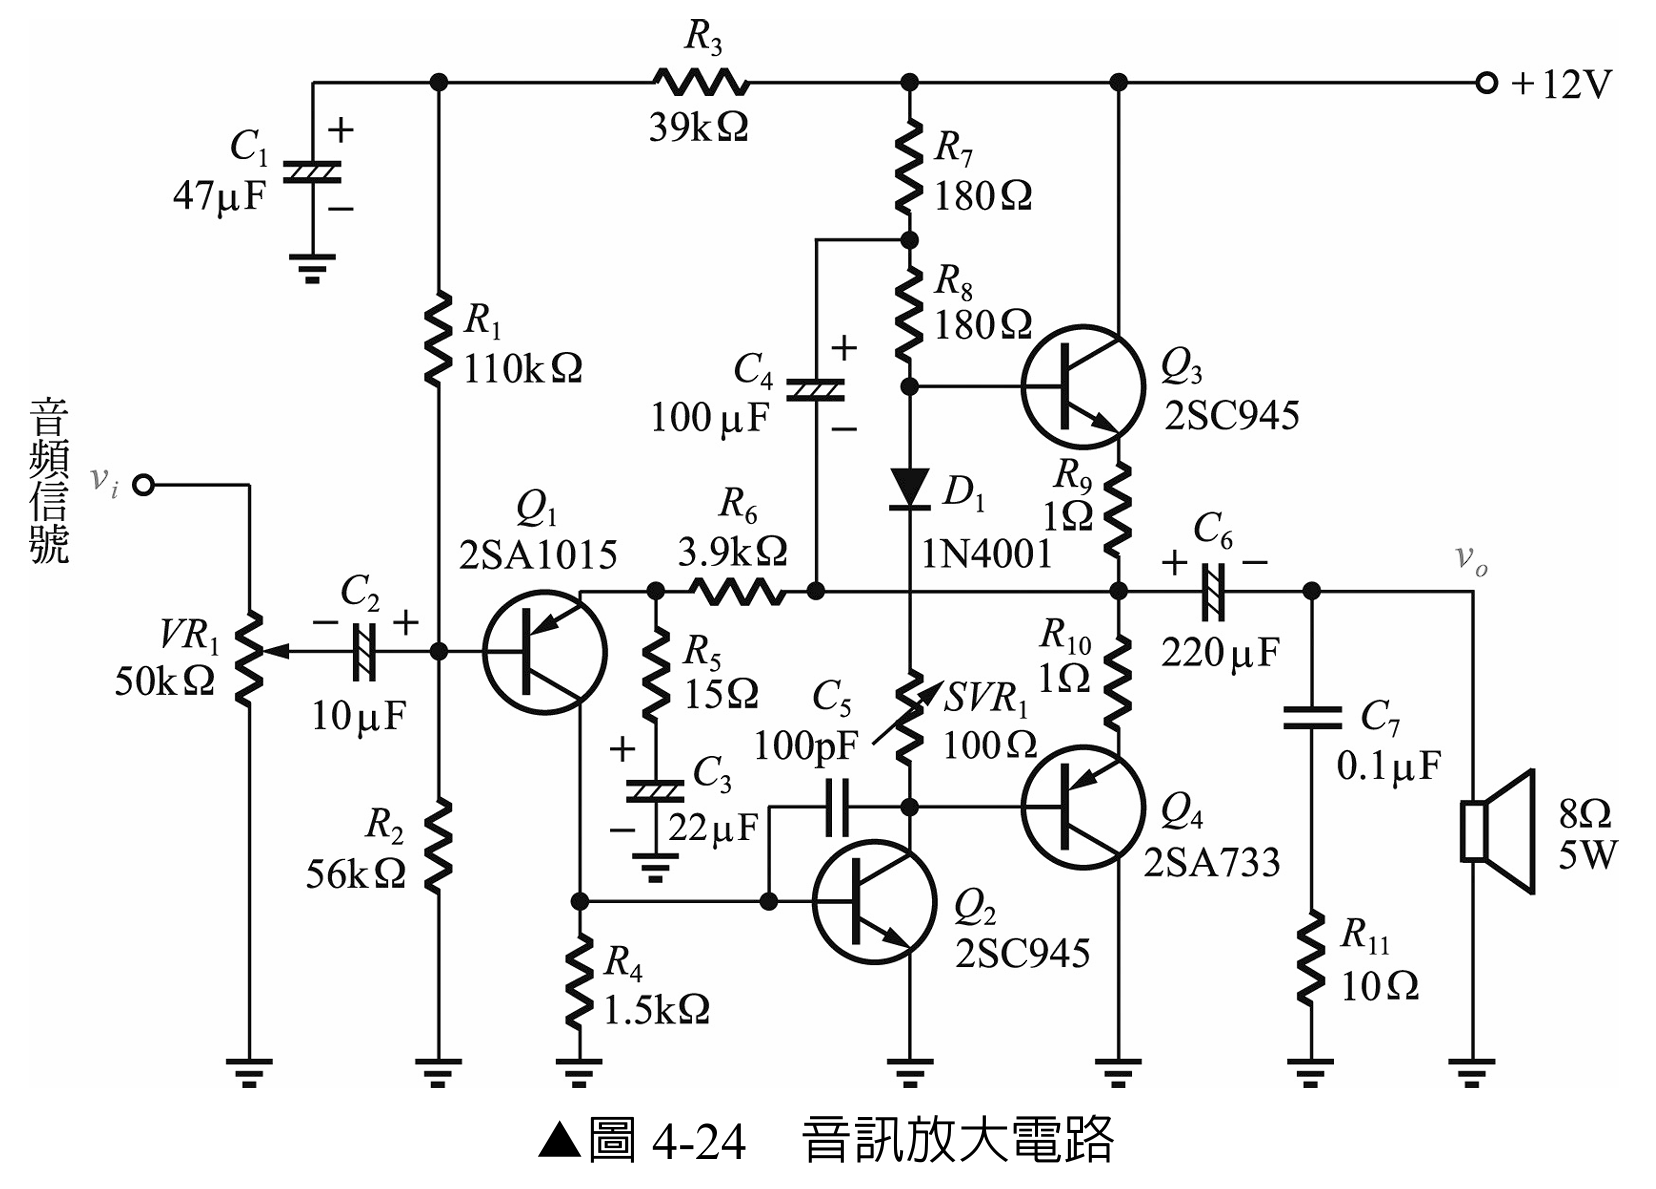 R3
39kΩ
+12V
C1
47μF
+
−
R7
180Ω
R8
180Ω
R1
110kΩ
C4
100μF
+
−
Q3
2SC945
音頻信號
vi
R9
1Ω
D1
1N4001
Q1
2SA1015
R6
3.9kΩ
C6
+ −
220μF
vo
VR1
50kΩ
C2
− +
10μF
R5
15Ω
R10
1Ω
C5
100pF
SVR1
100Ω
+
C3
22μF
−
C7
0.1μF
Q4
2SA733
8Ω
5W
R2
56kΩ
Q2
2SC945
R4
1.5kΩ
R11
10Ω
▲圖 4-24 音訊放大電路